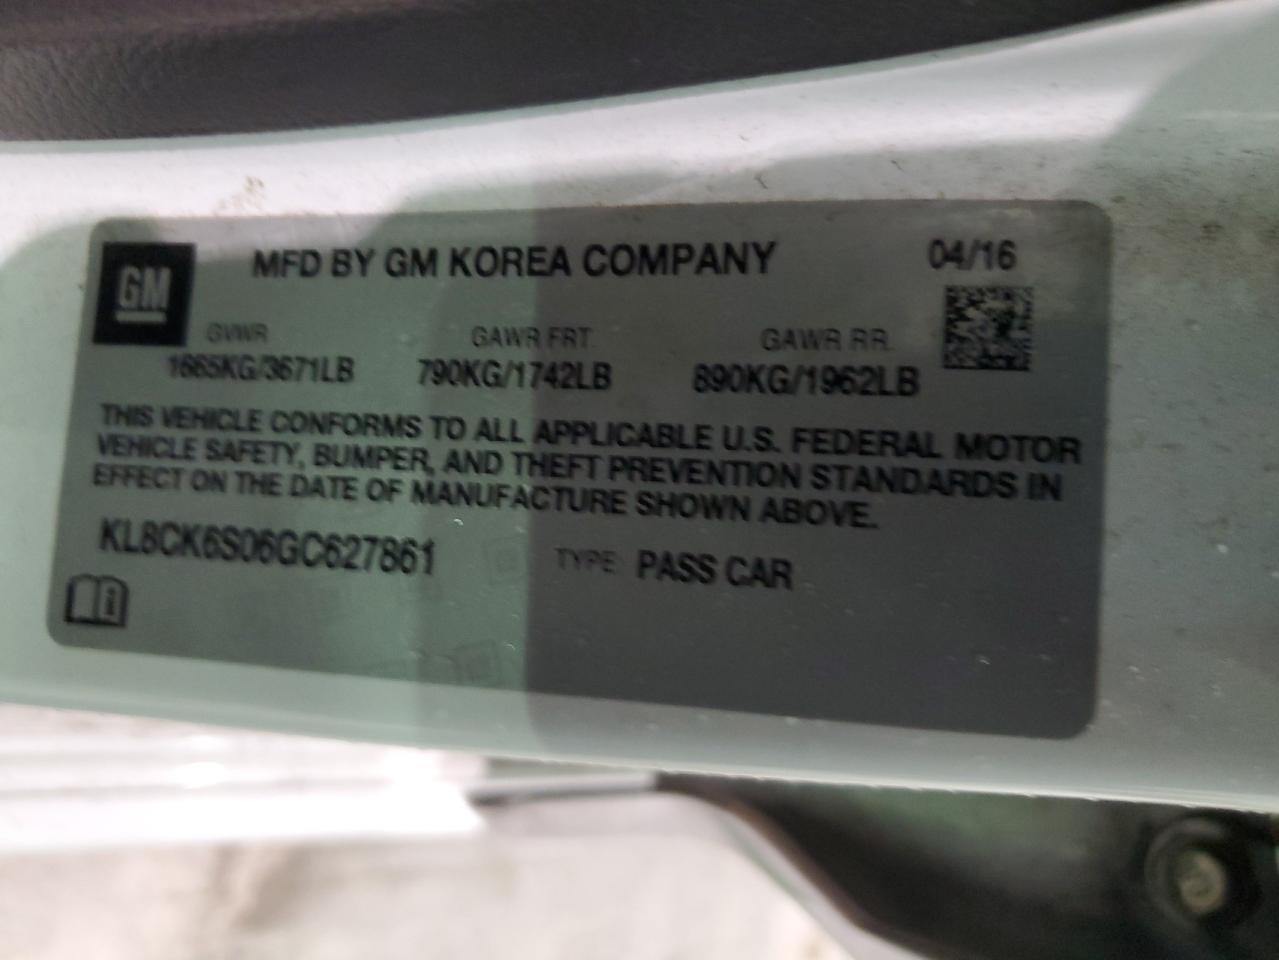 GM
MFD BY GM KOREA COMPANY 04/16
GVWR GAWR FRT. GAWR RR.
1665KG/3671LB 790KG/1742LB 890KG/1962LB
THIS VEHICLE CONFORMS TO ALL APPLICABLE U.S. FEDERAL MOTOR
VEHICLE SAFETY, BUMPER, AND THEFT PREVENTION STANDARDS IN
EFFECT ON THE DATE OF MANUFACTURE SHOWN ABOVE.
KL8CK6S06GC627861 TYPE: PASS CAR
i